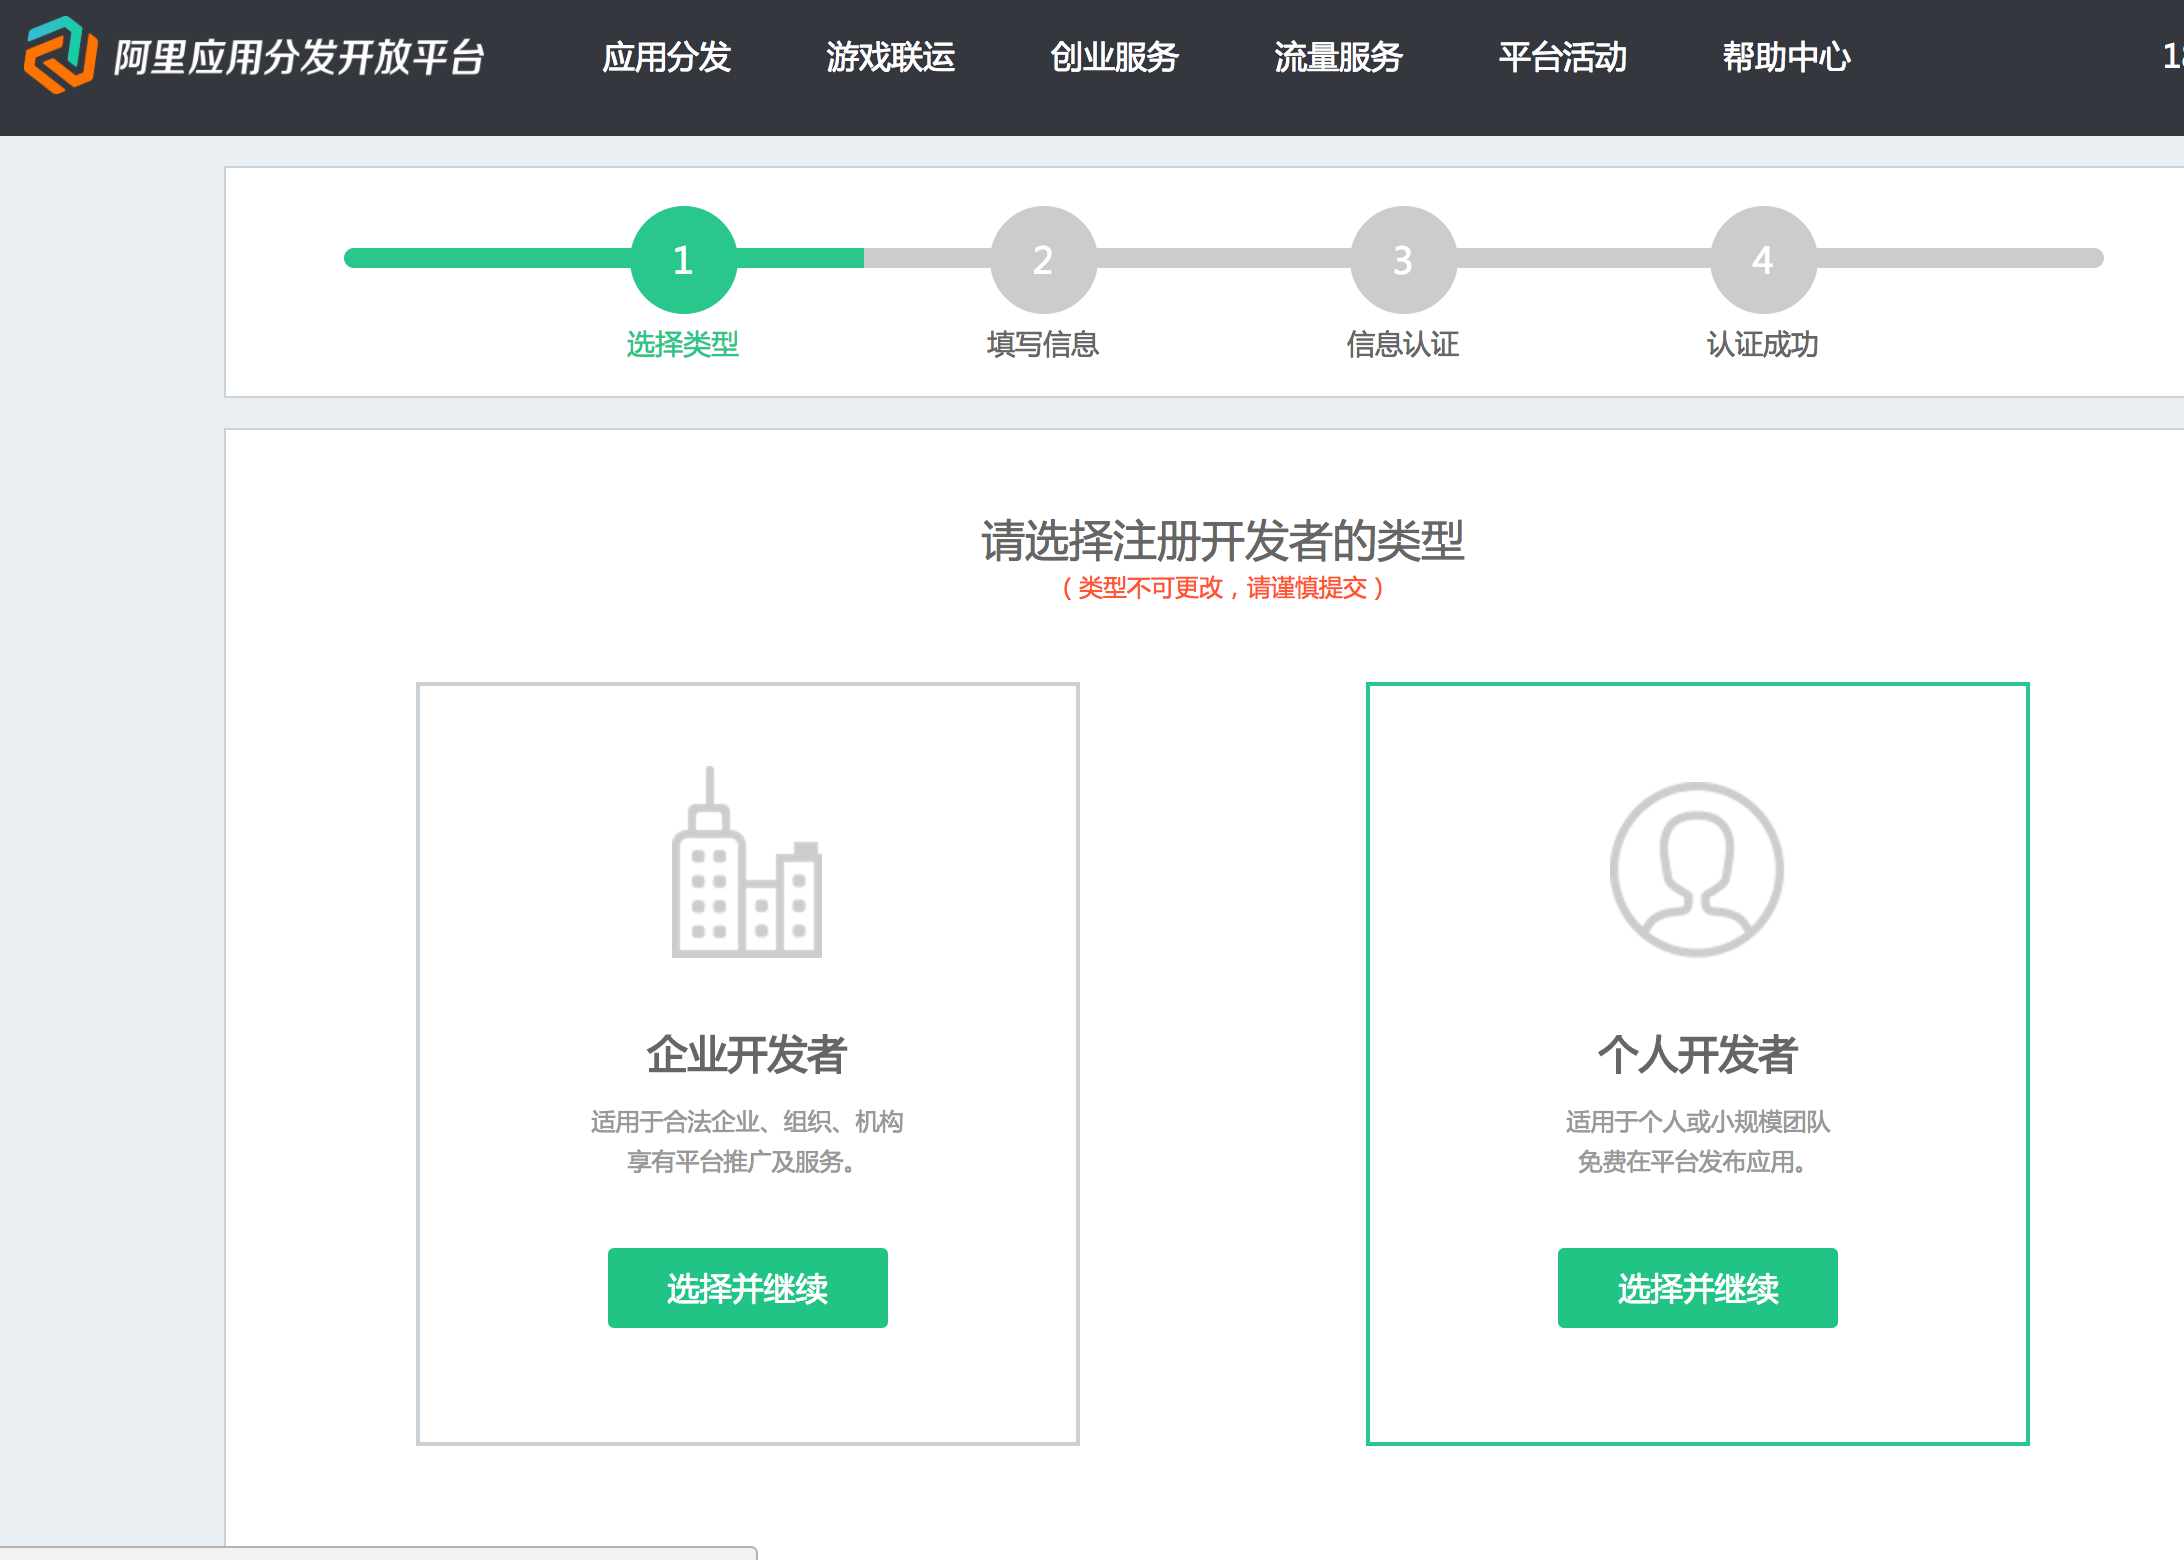 阿里应用分发开放平台 应用分发 游戏联运 创业服务 流量服务 平台活动 帮助中心
1 2 3 4
选择类型 填写信息 信息认证 认证成功
请选择注册开发者的类型
（类型不可更改，请谨慎提交）
企业开发者
适用于合法企业、组织、机构
享有平台推广及服务。
选择并继续
个人开发者
适用于个人或小规模团队
免费在平台发布应用。
选择并继续